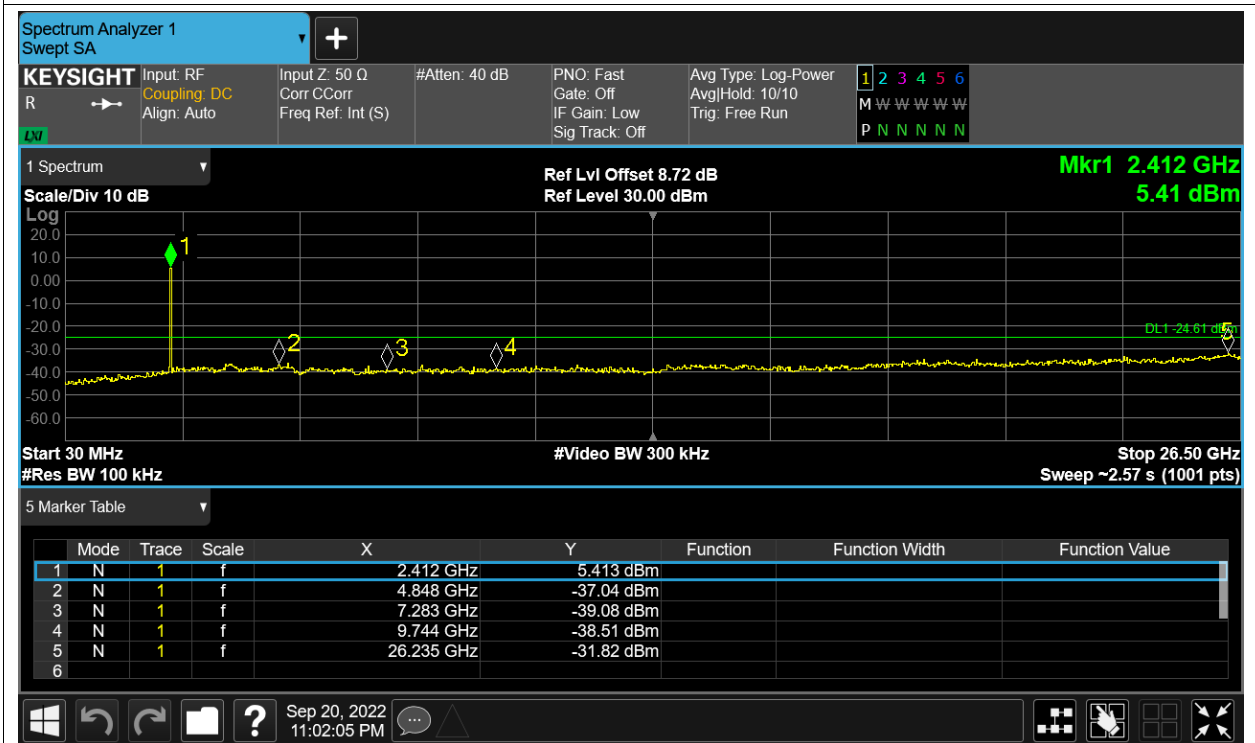 Spectrum Analyzer 1
Swept SA
KEYSIGHT
R
LXI
Input: RF
Coupling: DC
Align: Auto
Input Z: 50 Ω
Corr CCorr
Freq Ref: Int (S)
#Atten: 40 dB
PNO: Fast
Gate: Off
IF Gain: Low
Sig Track: Off
Avg Type: Log-Power
Avg|Hold: 10/10
Trig: Free Run
1 2 3 4 5 6
M W W W W W
P N N N N N
1 Spectrum
Scale/Div 10 dB
Ref Lvl Offset 8.72 dB
Ref Level 30.00 dBm
Mkr1 2.412 GHz
5.41 dBm
Log
20.0
10.0
0.00
-10.0
-20.0
-30.0
-40.0
-50.0
-60.0
1
2
3
4
5
DL1 -24.61 dBm
Start 30 MHz
#Res BW 100 kHz
#Video BW 300 kHz
Stop 26.50 GHz
Sweep ~2.57 s (1001 pts)
5 Marker Table
Mode Trace Scale X Y Function Function Width Function Value
1 N 1 f 2.412 GHz 5.413 dBm
2 N 1 f 4.848 GHz -37.04 dBm
3 N 1 f 7.283 GHz -39.08 dBm
4 N 1 f 9.744 GHz -38.51 dBm
5 N 1 f 26.235 GHz -31.82 dBm
6
?
Sep 20, 2022
11:02:05 PM